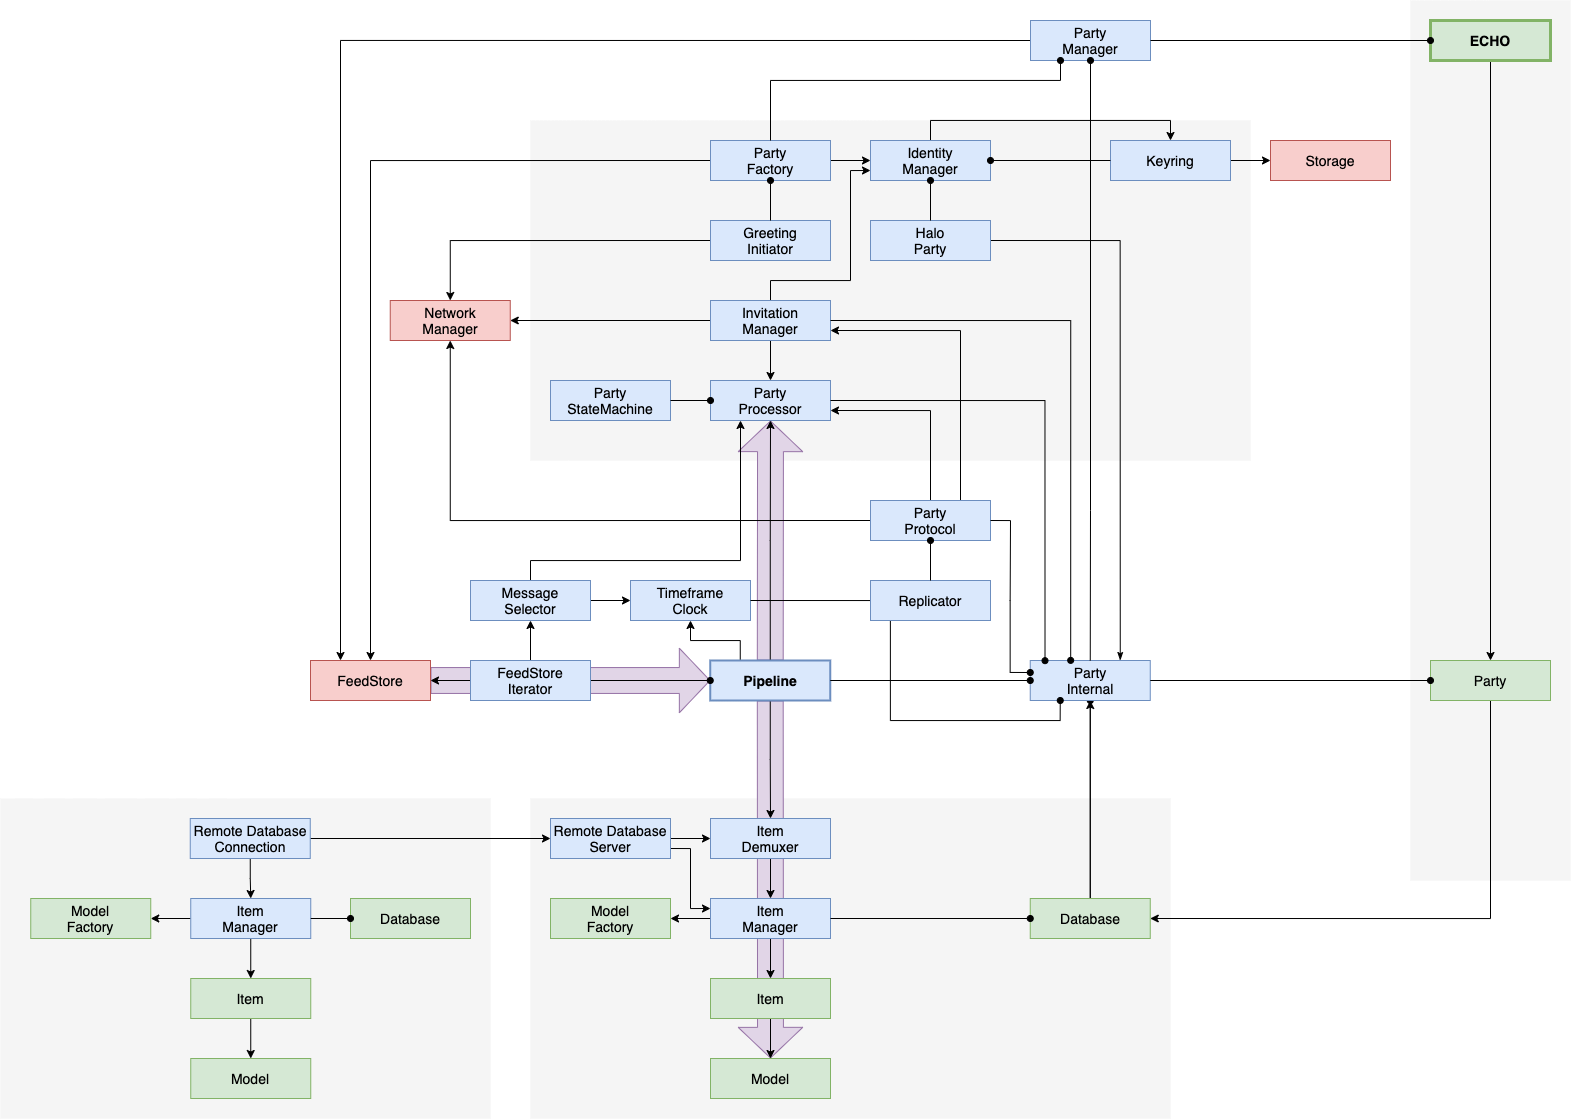 Party
Manager
ECHO
Party
Factory
Identity
Manager
Keyring
Storage
Greeting
Initiator
Halo
Party
Network
Manager
Invitation
Manager
Party
StateMachine
Party
Processor
Party
Protocol
Message
Selector
Timeframe
Clock
Replicator
FeedStore
FeedStore
Iterator
Pipeline
Party
Internal
Party
Remote Database
Connection
Remote Database
Server
Item
Demuxer
Model
Factory
Item
Manager
Database
Model
Factory
Item
Manager
Database
Item
Item
Model
Model